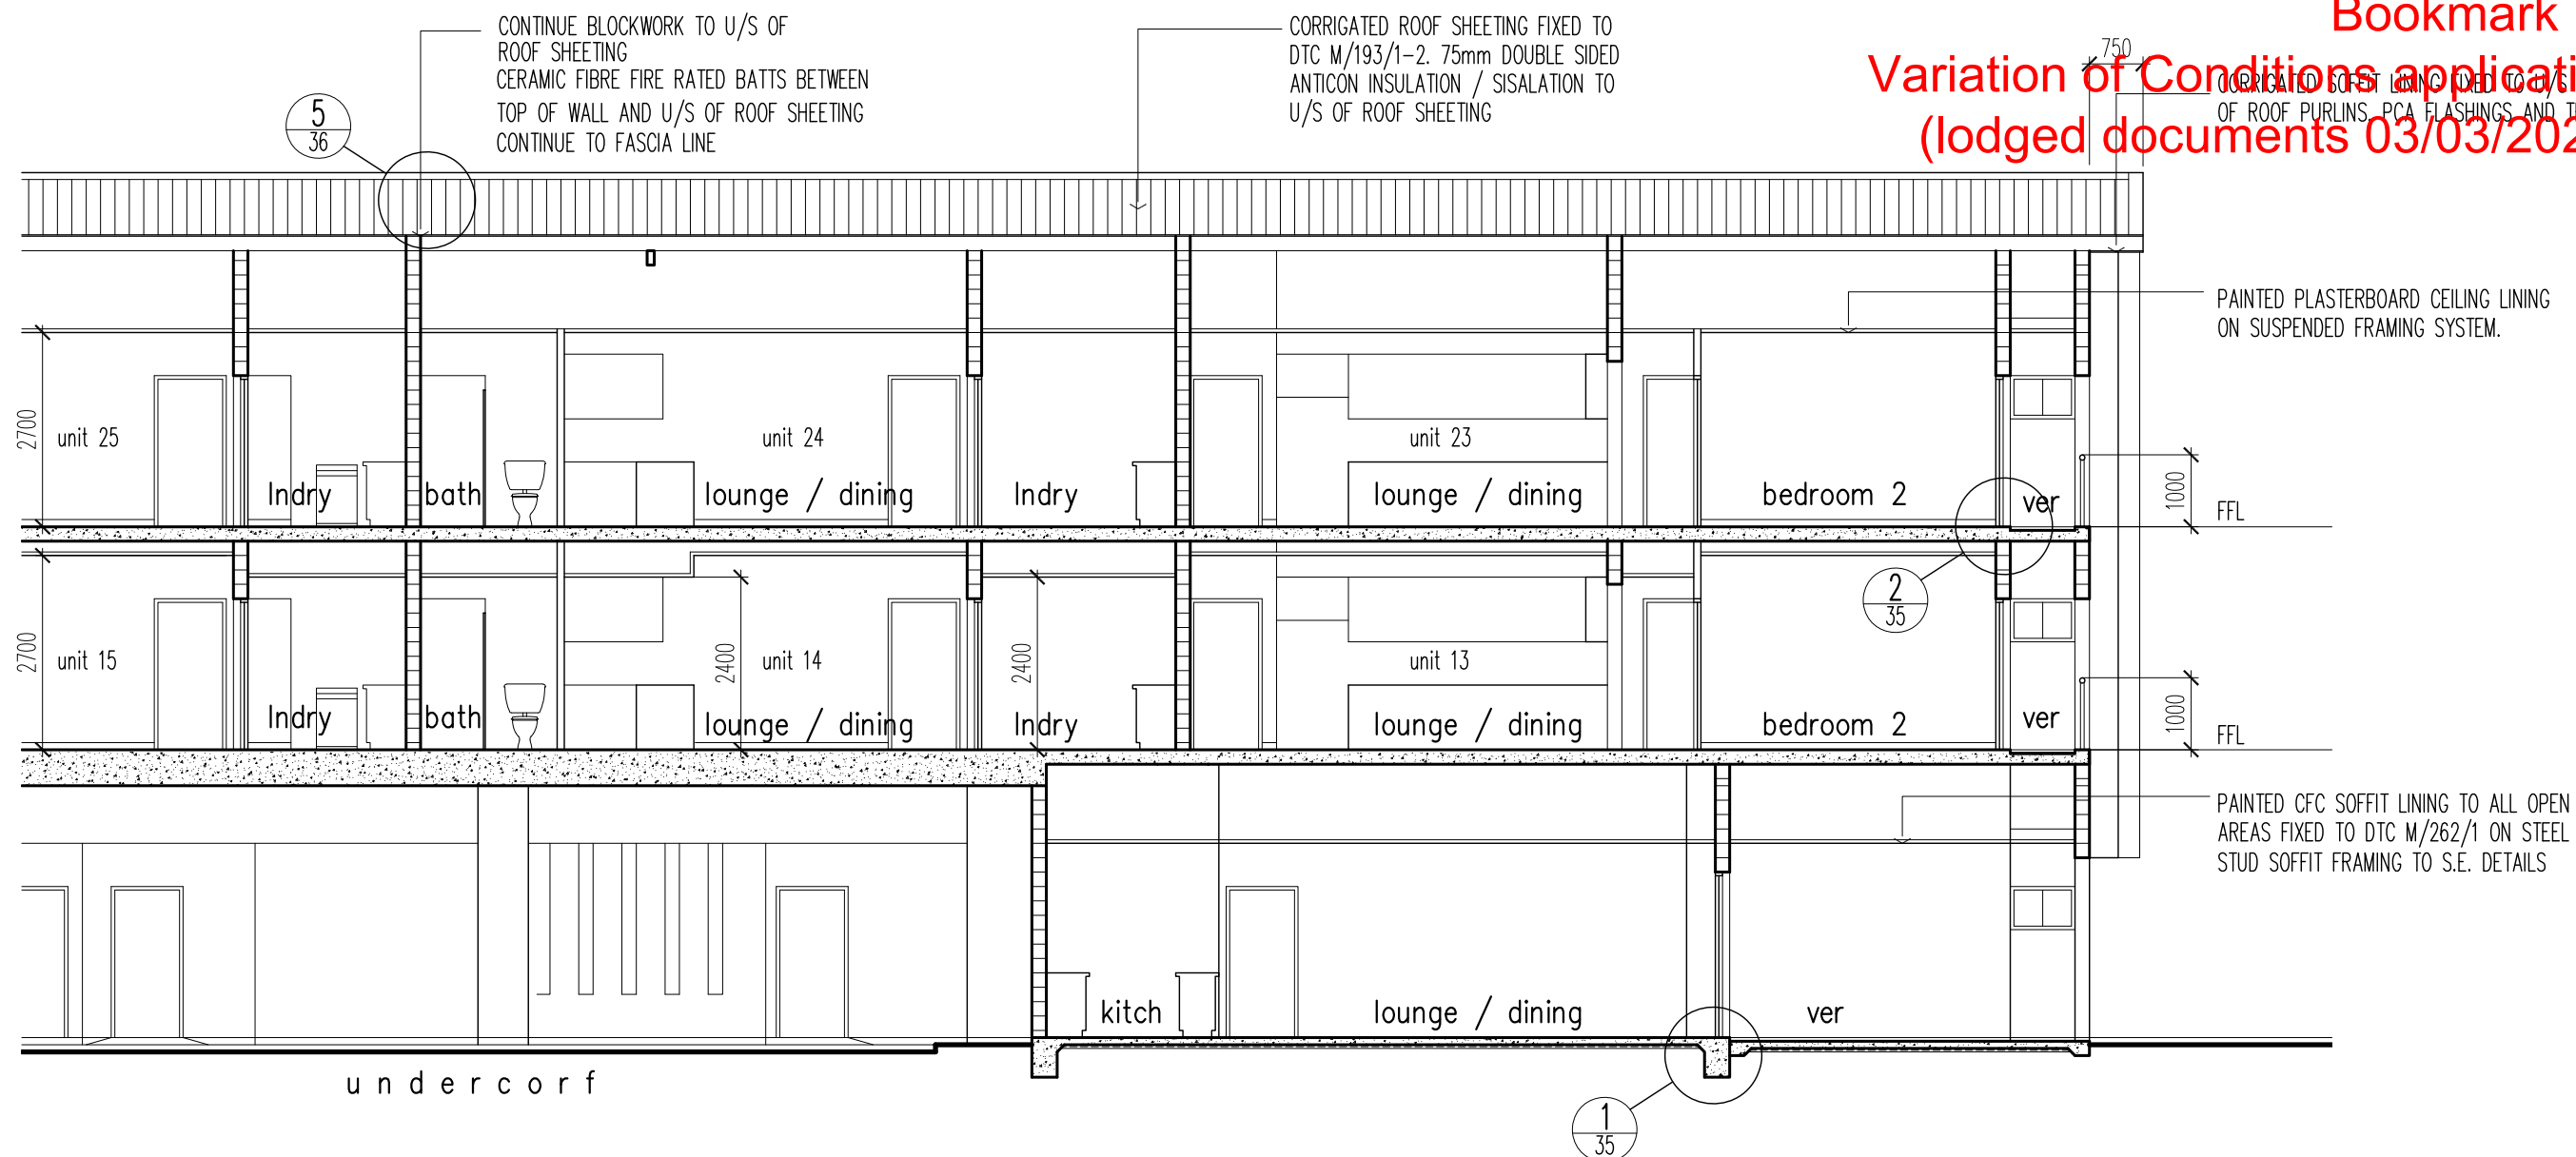 CONTINUE BLOCKWORK TO U/S OF
ROOF SHEETING
CERAMIC FIBRE FIRE RATED BATTS BETWEEN
TOP OF WALL AND U/S OF ROOF SHEETING
CONTINUE TO FASCIA LINE
5
36
CORRIGATED ROOF SHEETING FIXED TO
DTC M/193/1-2. 75mm DOUBLE SIDED
ANTICON INSULATION / SISALATION TO
U/S OF ROOF SHEETING
Bookmark
Variation of Conditions applicati
(lodged documents 03/03/202
750
CORRIGATED SOFFIT LINING FIXED TO U/S
OF ROOF PURLINS. PCA FLASHINGS AND
PAINTED PLASTERBOARD CEILING LINING
ON SUSPENDED FRAMING SYSTEM.
2700
unit 25
unit 24
unit 23
lndry
bath
lounge / dining
lndry
lounge / dining
bedroom 2
ver
1000
FFL
2
35
2700
unit 15
2400
unit 14
2400
unit 13
lndry
bath
lounge / dining
lndry
lounge / dining
bedroom 2
ver
1000
FFL
PAINTED CFC SOFFIT LINING TO ALL OPEN
AREAS FIXED TO DTC M/262/1 ON STEEL
STUD SOFFIT FRAMING TO S.E. DETAILS
kitch
lounge / dining
ver
undercorf
1
35